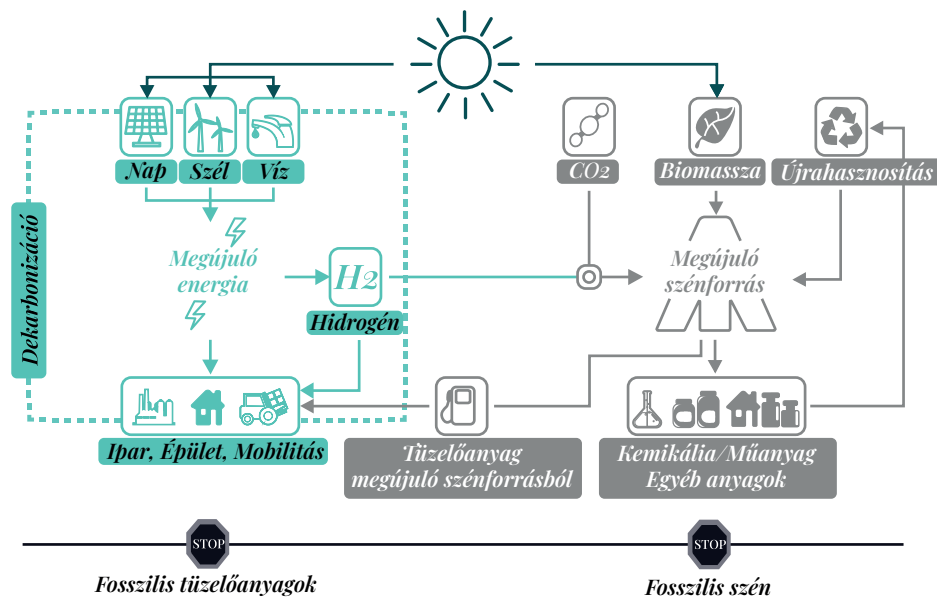 Nap
Szél
Víz
CO2
Biomassza
Újrahasznosítás
Dekarbonizáció
Megújuló
energia
H2
Hidrogén
Megújuló
szénforrás
Ipar, Épület, Mobilitás
Tüzelőanyag
megújuló szénforrásból
Kemikália/Műanyag
Egyéb anyagok
STOP
STOP
Fosszilis tüzelőanyagok
Fosszilis szén